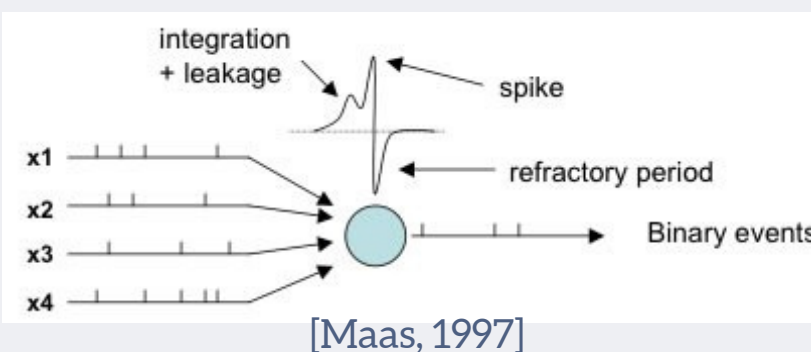 integration
+ leakage
spike
x1
refractory period
x2
Binary events
x3
x4
[Maas, 1997]